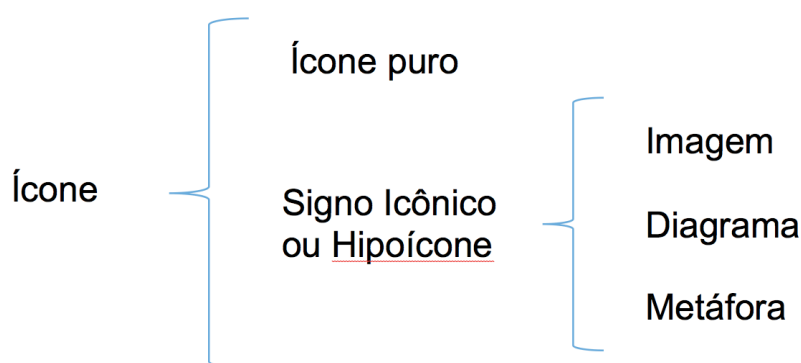 Ícone
Ícone puro
Signo Icônico
ou Hipoícone
Imagem
Diagrama
Metáfora